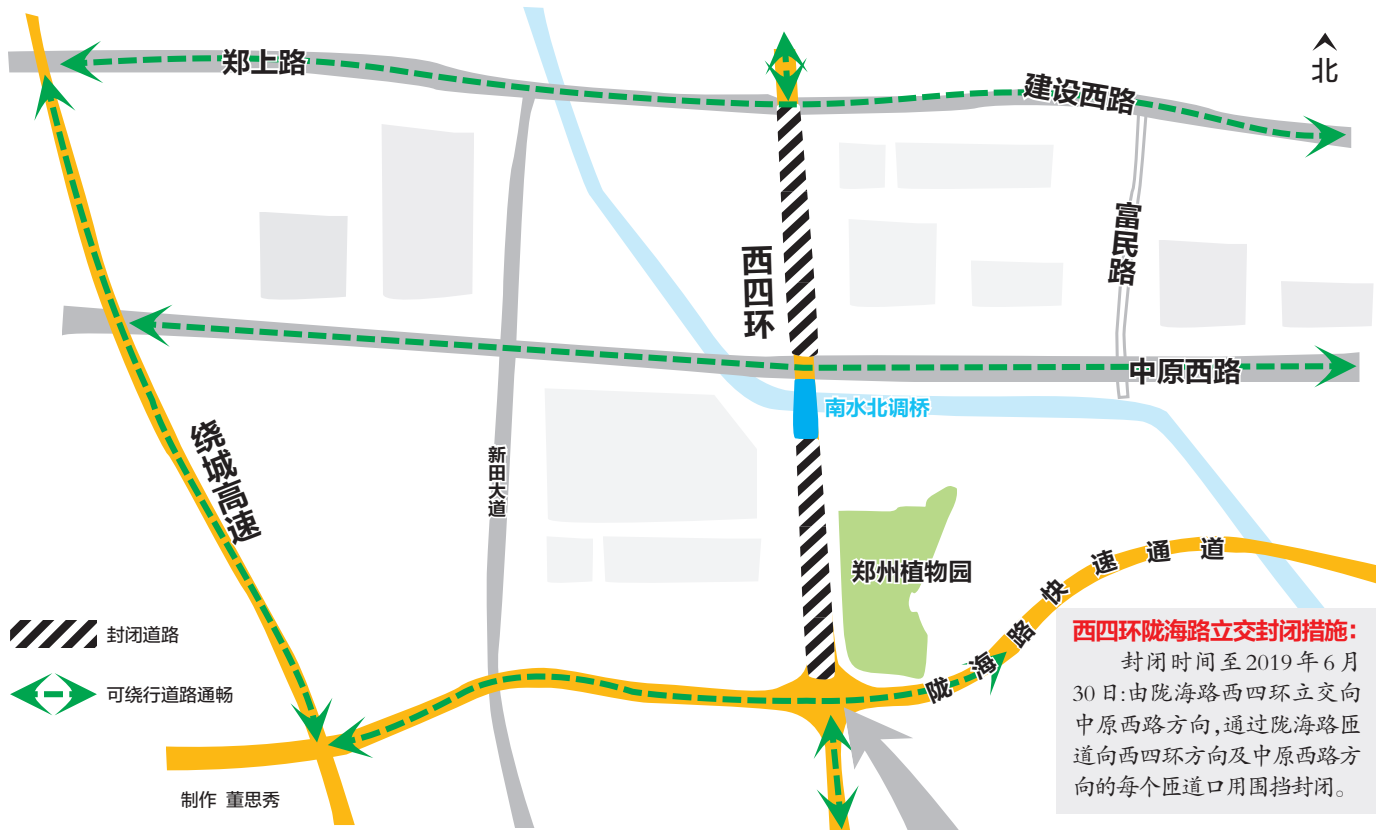 郑上路
建设西路
北
富民路
西四环
中原西路
南水北调桥
绕城高速
新田大道
郑州植物园
陇海路快速通道
封闭道路
可绕行道路通畅
西四环陇海路立交封闭措施：
封闭时间至2019年6月
30日:由陇海路西四环立交向
中原西路方向,通过陇海路匝
道向西四环方向及中原西路方
向的每个匝道口用围挡封闭。
制作 董思秀